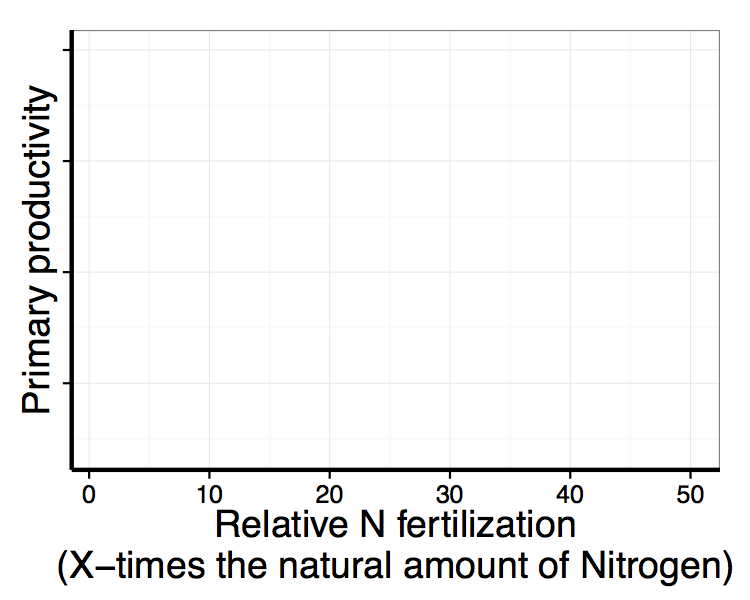 Primary productivity
0 10 20 30 40 50
Relative N fertilization
(X−times the natural amount of Nitrogen)